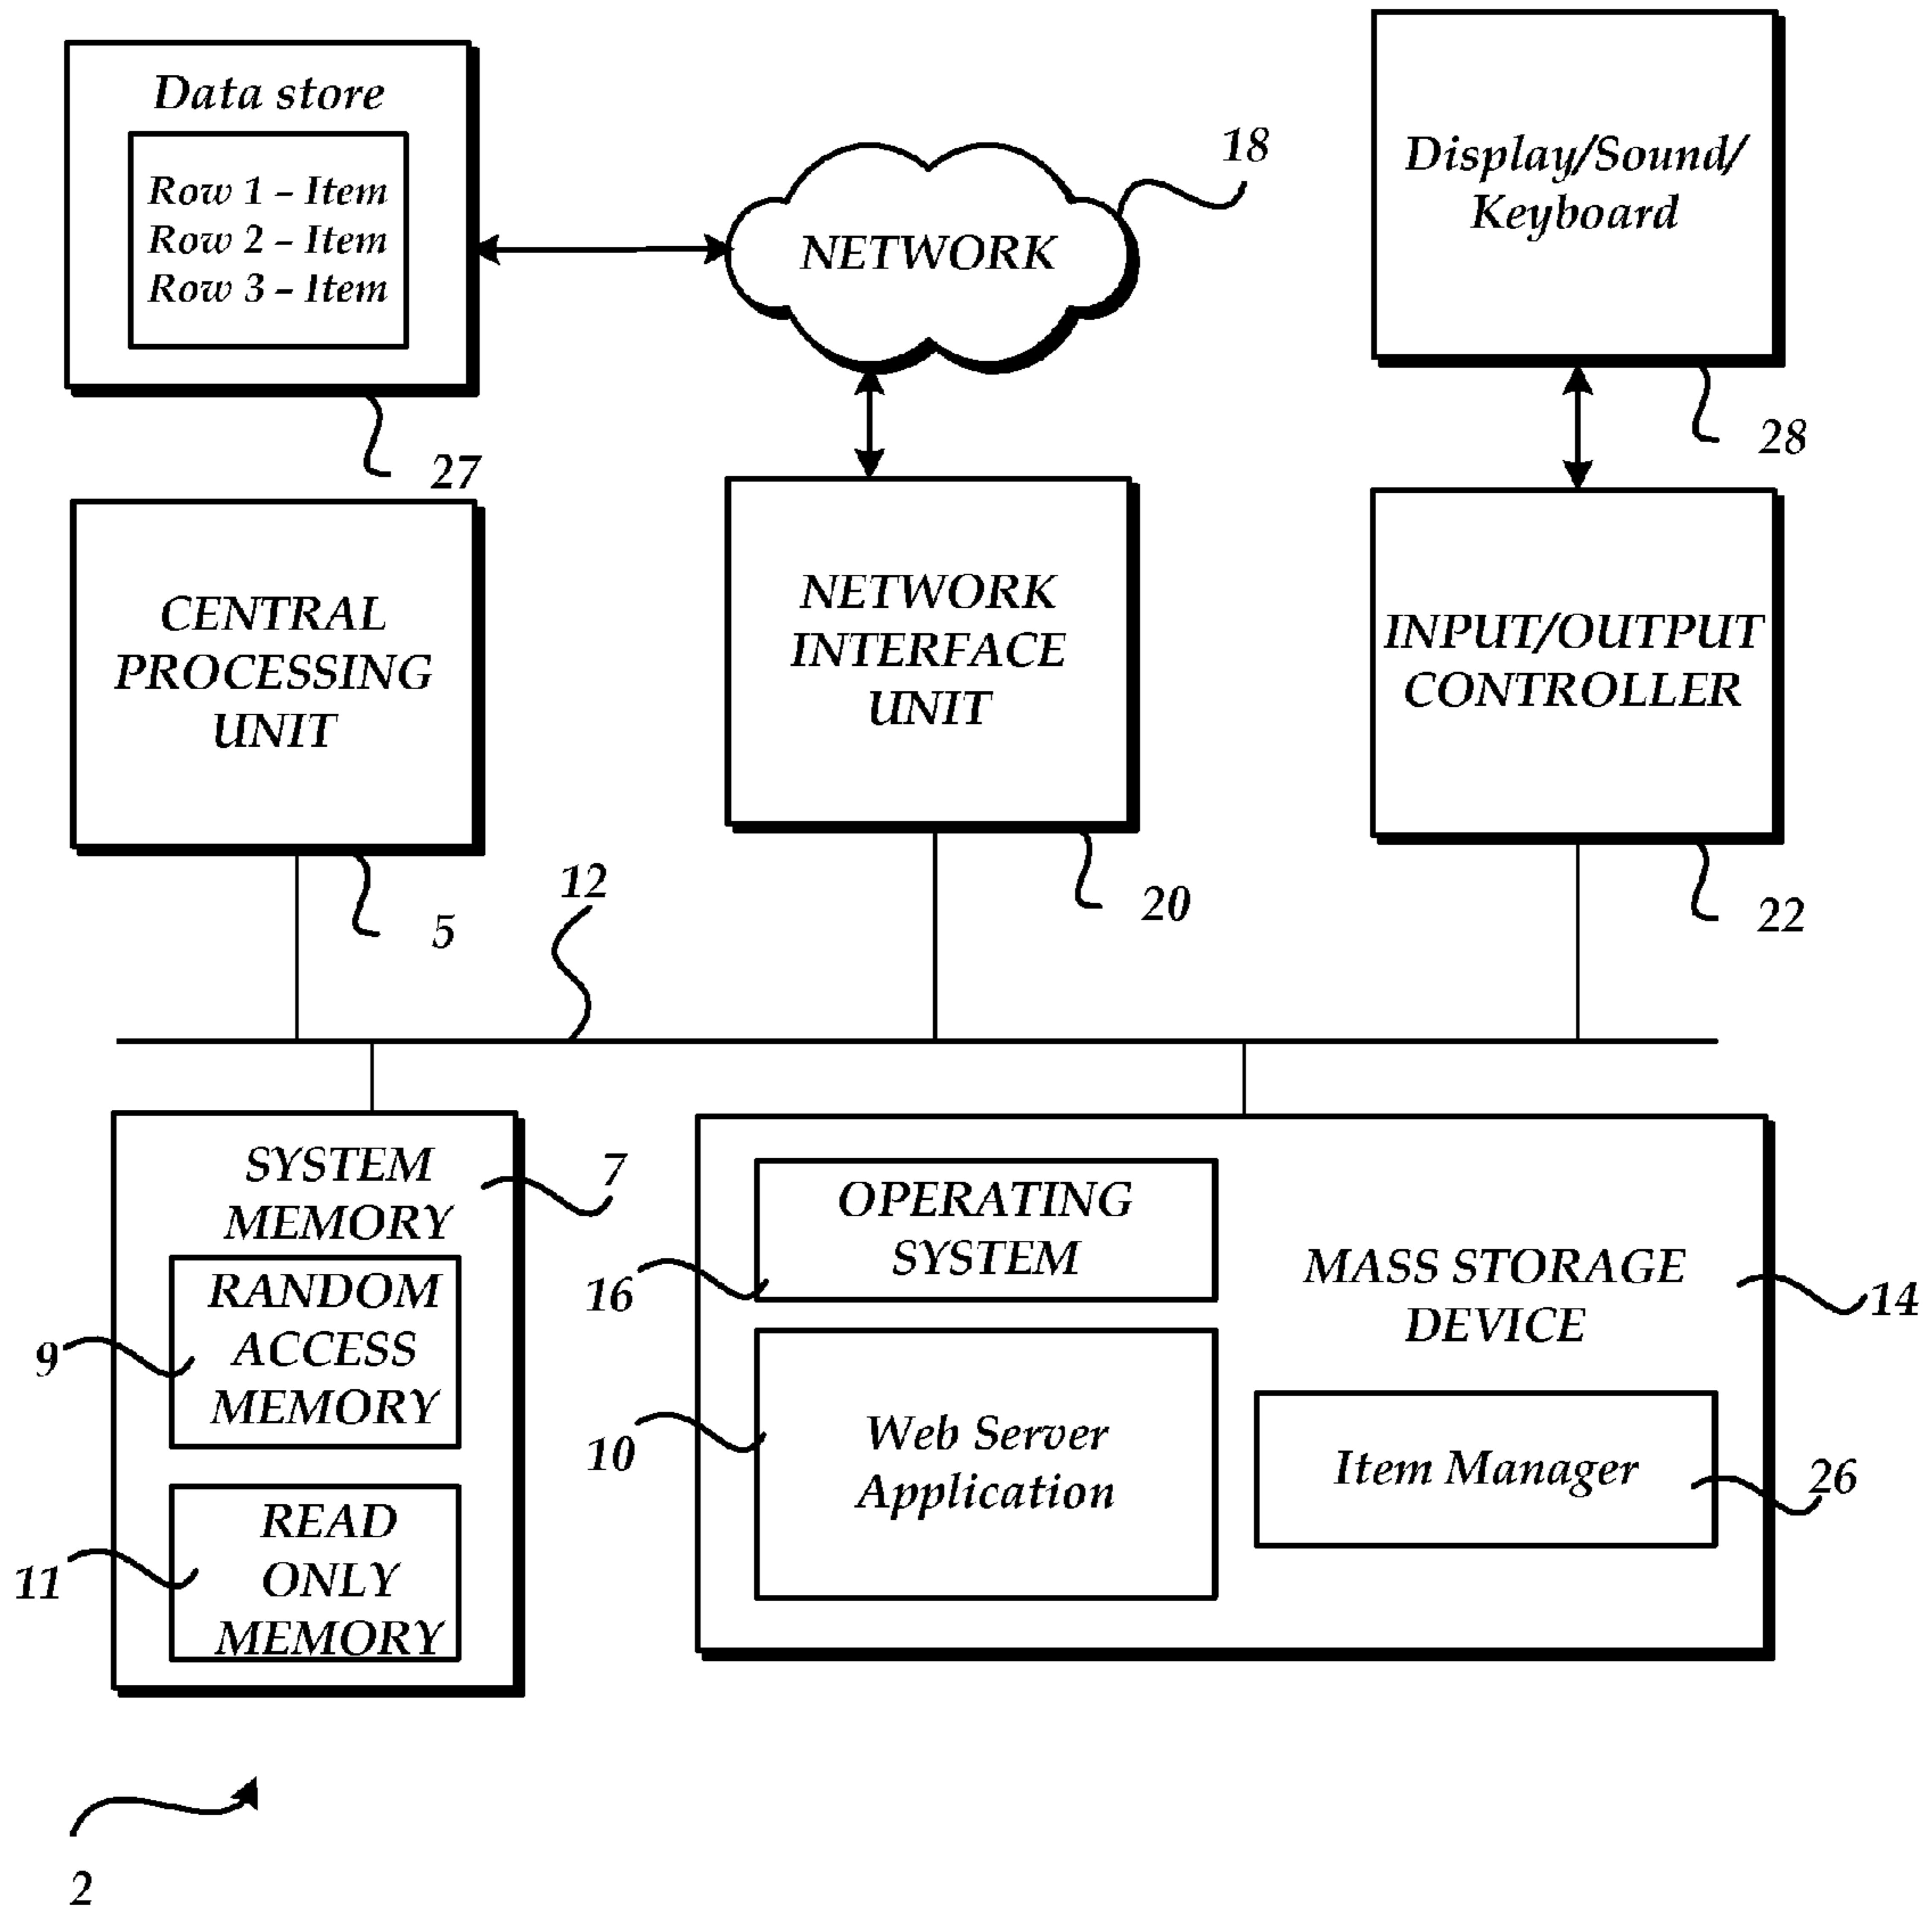 Data store
Row 1 – Item
Row 2 – Item
Row 3 – Item
27
NETWORK
18
Display/Sound/
Keyboard
28
CENTRAL
PROCESSING
UNIT
5
NETWORK
INTERFACE
UNIT
20
INPUT/OUTPUT
CONTROLLER
22
12
SYSTEM
MEMORY
7
RANDOM
ACCESS
MEMORY
9
READ
ONLY
MEMORY
11
OPERATING
SYSTEM
16
MASS STORAGE
DEVICE
14
Web Server
Application
10
Item Manager
26
2